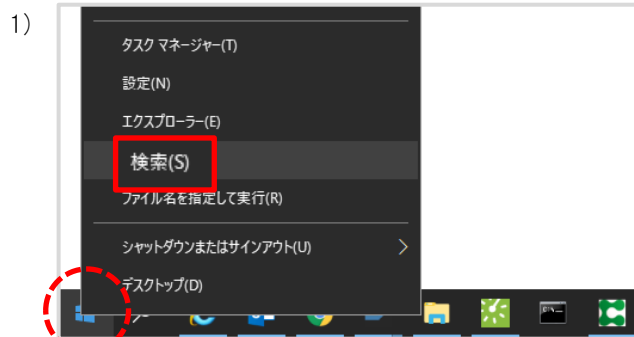 1)
タスク マネージャー(T)
設定(N)
エクスプローラー(E)
検索(S)
ファイル名を指定して実行(R)
シャットダウンまたはサインアウト(U)
デスクトップ(D)